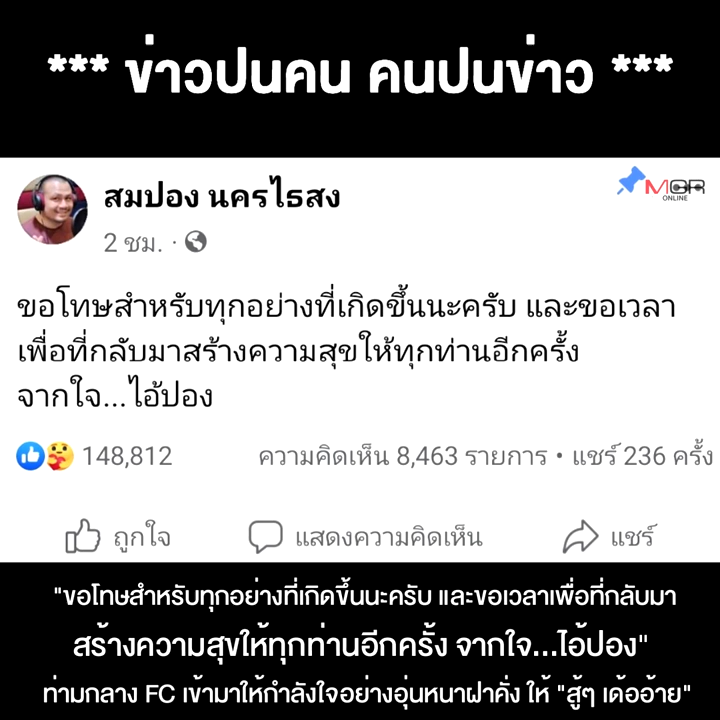 *** ข่าวปนคน คนปนข่าว ***
สมปอง นครไธสง
2 ชม. ·
MGR
ONLINE
ขอโทษสำหรับทุกอย่างที่เกิดขึ้นนะครับ และขอเวลา
เพื่อที่กลับมาสร้างความสุขให้ทุกท่านอีกครั้ง
จากใจ...ไอ้ปอง
148,812 ความคิดเห็น 8,463 รายการ • แชร์ 236 ครั้ง
ถูกใจ แสดงความคิดเห็น แชร์
"ขอโทษสำหรับทุกอย่างที่เกิดขึ้นนะครับ และขอเวลาเพื่อที่กลับมา
สร้างความสุขให้ทุกท่านอีกครั้ง จากใจ...ไอ้ปอง"
ท่ามกลาง FC เข้ามาให้กำลังใจอย่างอุ่นหนาฝาคั่ง ให้ "สู้ๆ เด้ออ้าย"